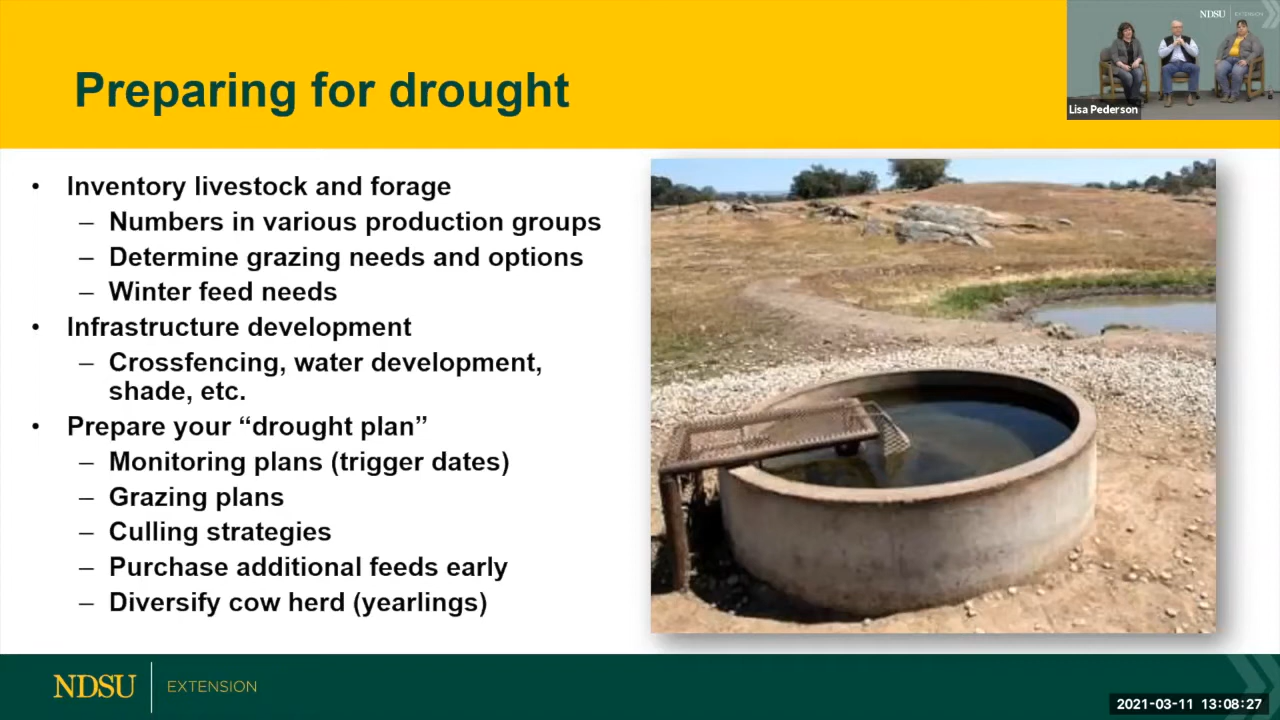 NDSU EXTENSION
Lisa Pederson
Preparing for drought
• Inventory livestock and forage
– Numbers in various production groups
– Determine grazing needs and options
– Winter feed needs
• Infrastructure development
– Crossfencing, water development,
shade, etc.
• Prepare your “drought plan”
– Monitoring plans (trigger dates)
– Grazing plans
– Culling strategies
– Purchase additional feeds early
– Diversify cow herd (yearlings)
NDSU EXTENSION
2021-03-11 13:08:27